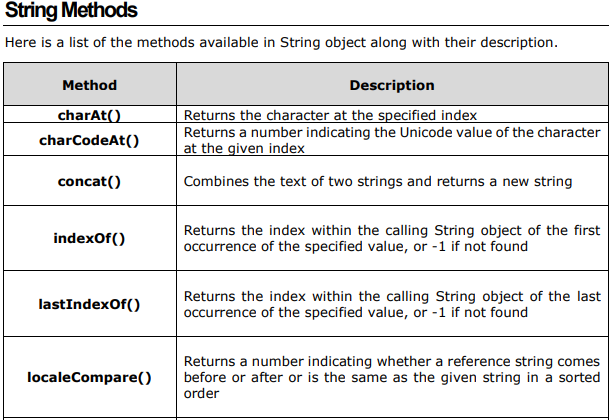 String Methods
Here is a list of the methods available in String object along with their description.
Method Description
charAt() Returns the character at the specified index
charCodeAt() Returns a number indicating the Unicode value of the character
at the given index
concat() Combines the text of two strings and returns a new string
indexOf() Returns the index within the calling String object of the first
occurrence of the specified value, or -1 if not found
lastIndexOf() Returns the index within the calling String object of the last
occurrence of the specified value, or -1 if not found
localeCompare() Returns a number indicating whether a reference string comes
before or after or is the same as the given string in a sorted
order